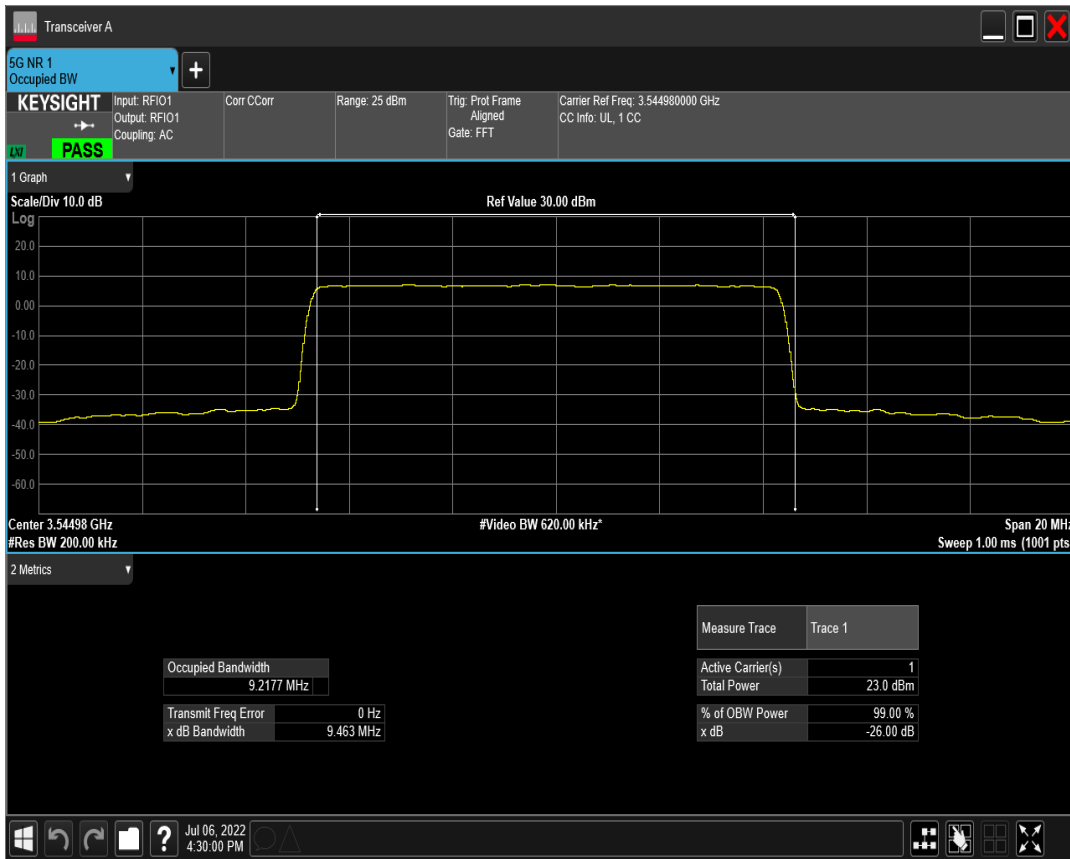 Transceiver A
5G NR 1
Occupied BW
KEYSIGHT
LXI
PASS
Input: RFIO1
Output: RFIO1
Coupling: AC
Corr CCorr
Range: 25 dBm
Trig: Prot Frame
Aligned
Gate: FFT
Carrier Ref Freq: 3.544980000 GHz
CC Info: UL, 1 CC
1 Graph
Scale/Div 10.0 dB
Ref Value 30.00 dBm
Log
20.0
10.0
0.00
-10.0
-20.0
-30.0
-40.0
-50.0
-60.0
Center 3.54498 GHz
#Video BW 620.00 kHz*
Span 20 MHz
#Res BW 200.00 kHz
Sweep 1.00 ms (1001 pts
2 Metrics
Measure Trace Trace 1
Occupied Bandwidth
9.2177 MHz
Active Carrier(s) 1
Total Power 23.0 dBm
Transmit Freq Error 0 Hz
x dB Bandwidth 9.463 MHz
% of OBW Power 99.00 %
x dB -26.00 dB
?
Jul 06, 2022
4:30:00 PM